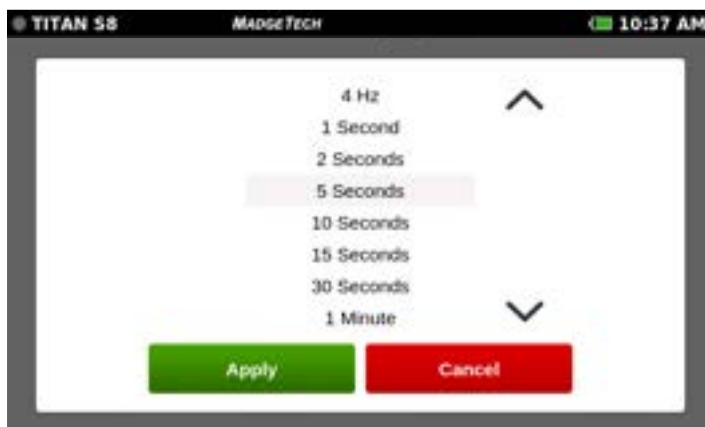 TITAN S8 MADGETECH 10:37 AM
4 Hz
1 Second
2 Seconds
5 Seconds
10 Seconds
15 Seconds
30 Seconds
1 Minute
Apply Cancel